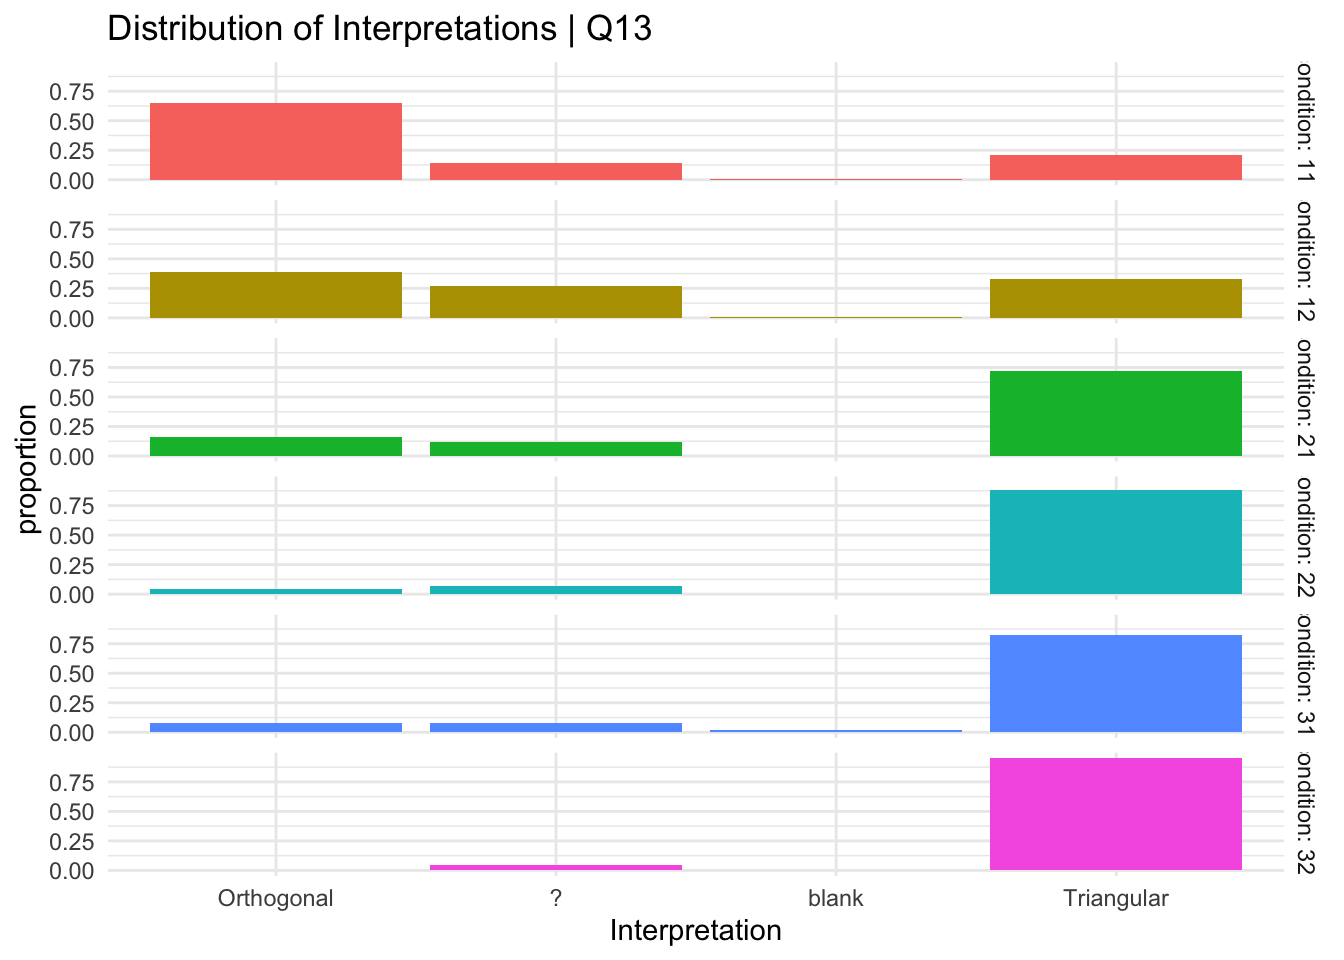 Distribution of Interpretations | Q13
0.75
0.50
0.25
0.00
ondition: 11
0.75
0.50
0.25
0.00
ondition: 12
0.75
0.50
0.25
0.00
ondition: 21
0.75
0.50
0.25
0.00
ondition: 22
0.75
0.50
0.25
0.00
ondition: 31
0.75
0.50
0.25
0.00
ondition: 32
proportion
Orthogonal ? blank Triangular
Interpretation